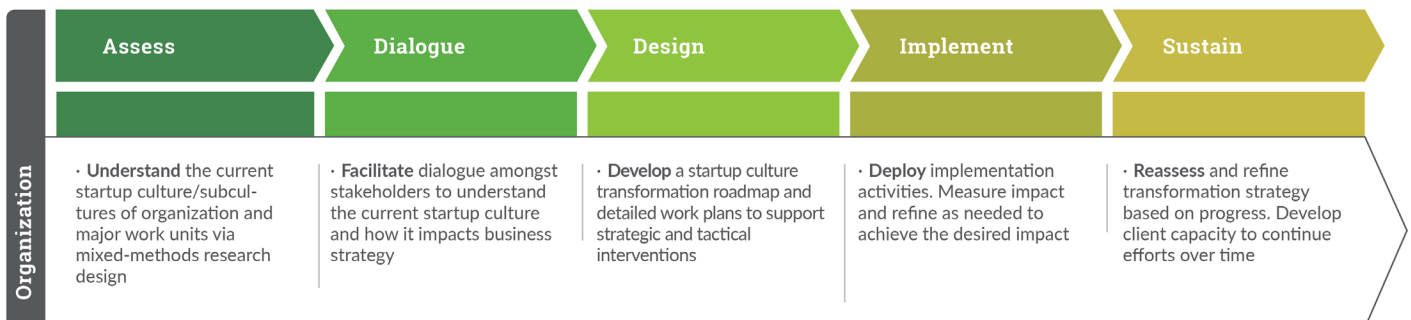 Assess
Dialogue
Design
Implement
Sustain
Organization
· Understand the current
startup culture/subcul-
tures of organization and
major work units via
mixed-methods research
design
· Facilitate dialogue amongst
stakeholders to understand
the current startup culture
and how it impacts business
strategy
· Develop a startup culture
transformation roadmap and
detailed work plans to support
strategic and tactical
interventions
· Deploy implementation
activities. Measure impact
and refine as needed to
achieve the desired impact
· Reassess and refine
transformation strategy
based on progress. Develop
client capacity to continue
efforts over time